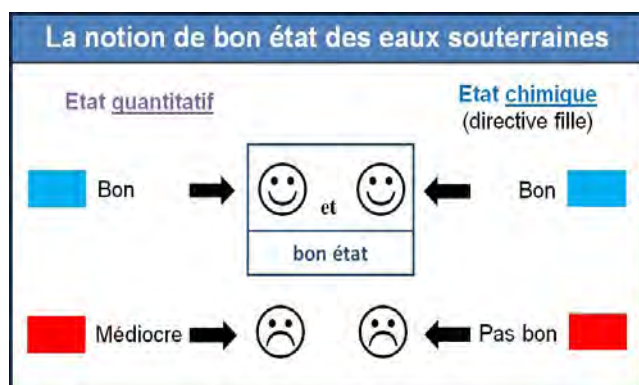 La notion de bon état des eaux souterraines
Etat quantitatif
Etat chimique
(directive fille)
Bon
et
Bon
bon état
Médiocre
Pas bon